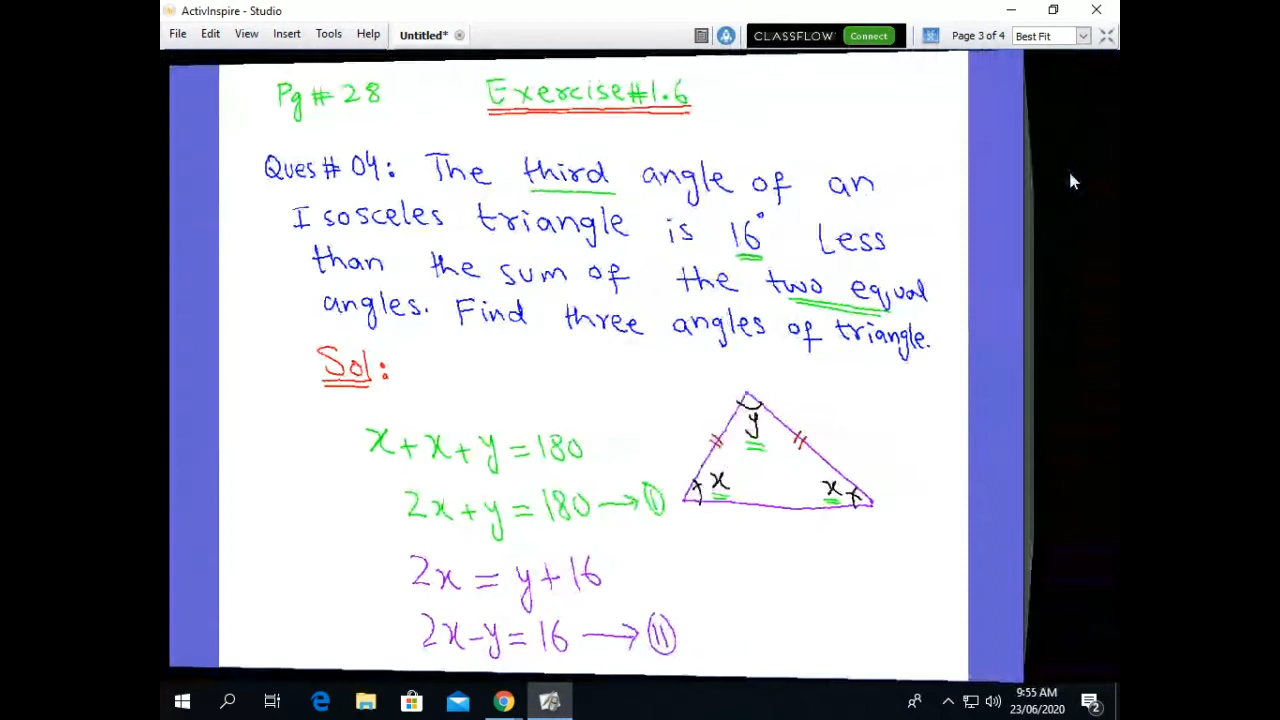 ActivInspire - Studio
File Edit View Insert Tools Help Untitled* CLASSFLOW Connect Page 3 of 4 Best Fit
Pg # 28 Exercise#1.6
Ques# 04: The third angle of an
Isosceles triangle is 16° Less
than the sum of the two equal
angles. Find three angles of triangle.
Sol:
y
x x
x+x+y=180
2x+y=180→(I)
2x = y+16
2x-y=16 →(II)
9:55 AM
23/06/2020
2